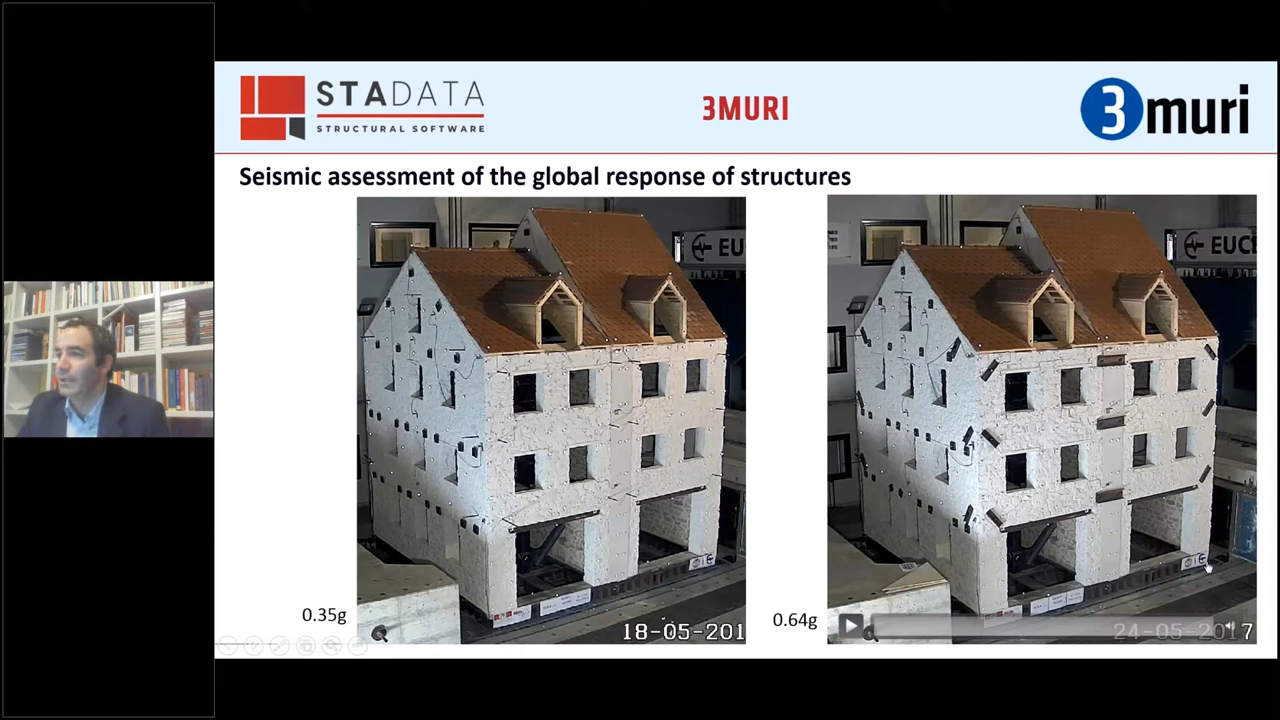 STADATA
STRUCTURAL SOFTWARE
3MURI
3muri
Seismic assessment of the global response of structures
EU
EUCE
0.35g
18-05-201
0.64g
24-05-2017